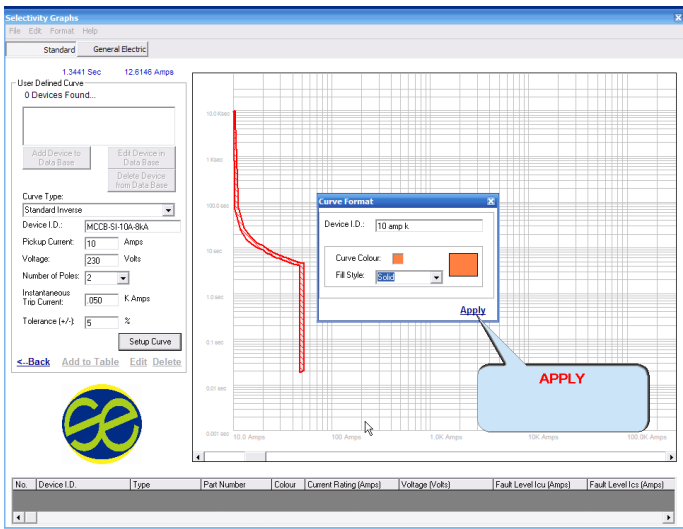 Selectivity Graphs
File Edit Format Help
Standard General Electric
1.3441 Sec 12.6146 Amps
User Defined Curve
0 Devices Found...
Add Device to Data Base
Edit Device in Data Base
Delete Device from Data Base
Curve Type:
Standard Inverse
Device I.D.: MCCB-SI-10A-8kA
Pickup Current: 10 Amps
Voltage: 230 Volts
Number of Poles: 2
Instantaneous
Trip Current: .050 K Amps
Tolerance (+/-): 5 %
Setup Curve
<--Back Add to Table Edit Delete
10.0 Ksec
1 Ksec
100.0 sec
10 sec
1.0 sec
0.1 sec
0.01 sec
0.001 sec
10.0 Amps 100 Amps 1.0K Amps 10K Amps 100.0K Amps
Curve Format
Device I.D.: 10 amp k
Curve Colour:
Fill Style: Solid
Apply
APPLY
se
No. Device I.D. Type Part Number Colour Current Rating (Amps) Voltage (Volts) Fault Level Icu (Amps) Fault Level Ics (Amps)